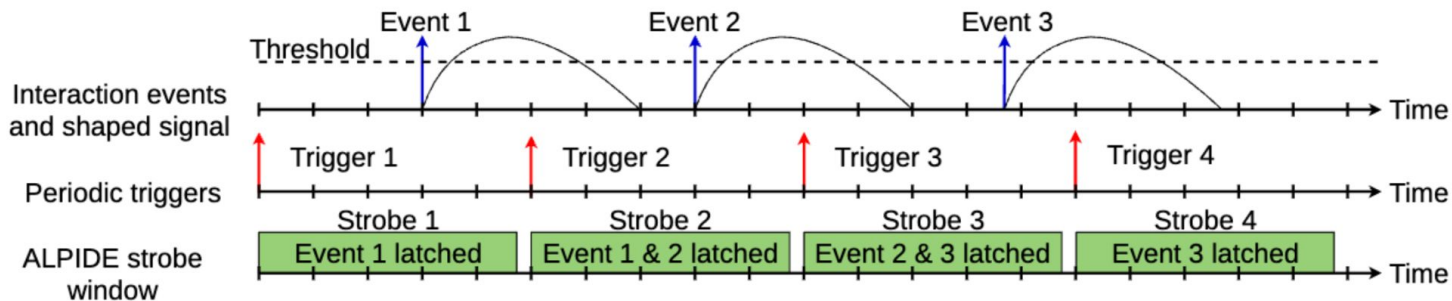 Event 1
Event 2
Event 3
Threshold
Interaction events
and shaped signal
Time
Trigger 1
Trigger 2
Trigger 3
Trigger 4
Periodic triggers
Time
Strobe 1
Strobe 2
Strobe 3
Strobe 4
ALPIDE strobe
window
Event 1 latched
Event 1 & 2 latched
Event 2 & 3 latched
Event 3 latched
Time